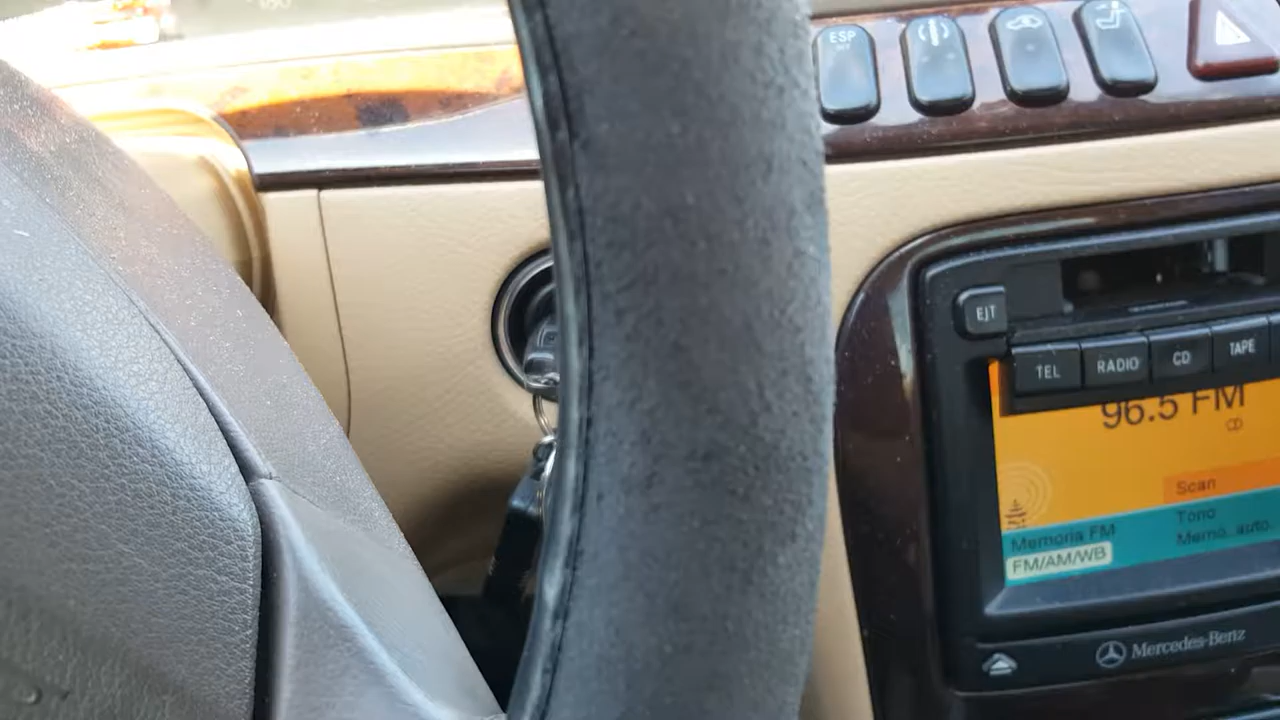 ESP
EJT
TEL RADIO CD TAPE
96.5 FM
Scan
Memoria FM Tono
FM/AM/WB Memo. auto.
Mercedes-Benz